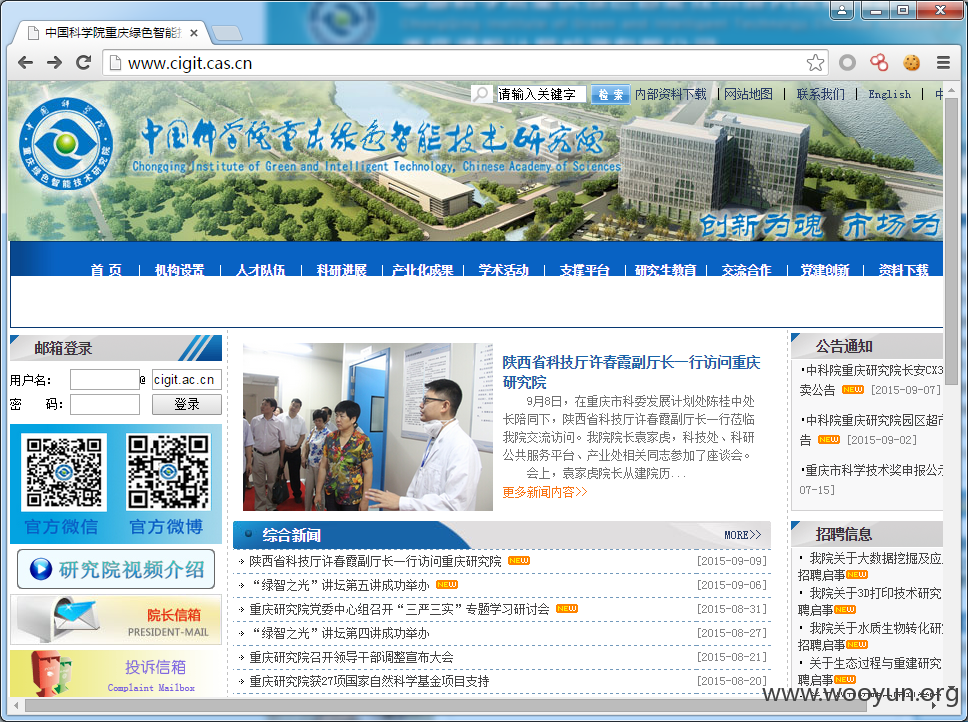 中国科学院重庆绿色智能技
www.cigit.cas.cn
请输入关键字
检 索
内部资料下载 | 网站地图 | 联系我们 | English |
中国科学院重庆绿色智能技术研究院
Chongqing Institute of Green and Intelligent Technology, Chinese Academy of Sciences
中国科学院
重庆绿色智能技术研究院
创新为魂 市场为
首 页 | 机构设置 | 人才队伍 | 科研进展 | 产业化成果 | 学术活动 | 支撑平台 | 研究生教育 | 交流合作 | 党建创新 | 资料下载
邮箱登录
用户名: @ cigit.ac.cn
密 码: 登录
官方微信 官方微博
研究院视频介绍
院长信箱
PRESIDENT-MAIL
投诉信箱
Complaint Mailbox
陕西省科技厅许春霞副厅长一行访问重庆
研究院
9月8日，在重庆市科委发展计划处陈桂中处
长陪同下，陕西省科技厅许春霞副厅长一行莅临
我院交流访问。我院院长袁家虎，科技处、科研
公共服务平台、产业处相关同志参加了座谈会。
会上，袁家虎院长从建院历...
更多新闻内容>>
综合新闻 MORE>>
陕西省科技厅许春霞副厅长一行访问重庆研究院 NEW [2015-09-09]
“绿智之光”讲坛第五讲成功举办 NEW [2015-09-06]
重庆研究院党委中心组召开“三严三实”专题学习研讨会 NEW [2015-08-31]
“绿智之光”讲坛第四讲成功举办 [2015-08-27]
重庆研究院召开领导干部调整宣布大会 [2015-08-21]
重庆研究院获27项国家自然科学基金项目支持 [2015-08-20]
公告通知
·中科院重庆研究院长安CX3
卖公告 NEW [2015-09-07]
·中科院重庆研究院园区超市
告 NEW [2015-09-02]
·重庆市科学技术奖申报公示
07-15]
招聘信息
· 我院关于大数据挖掘及应
招聘启事 NEW
· 我院关于3D打印技术研究
聘启事 NEW
· 我院关于水质生物转化研
招聘启事 NEW
· 关于生态过程与重建研究
聘启事 NEW
www.wooyun.org